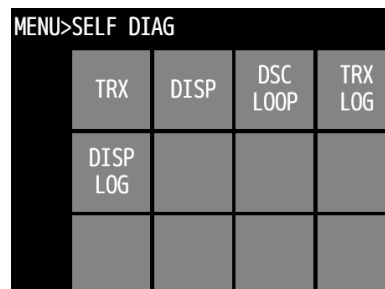 MENU>SELF DIAG
TRX
DISP
DSC
LOOP
TRX
LOG
DISP
LOG